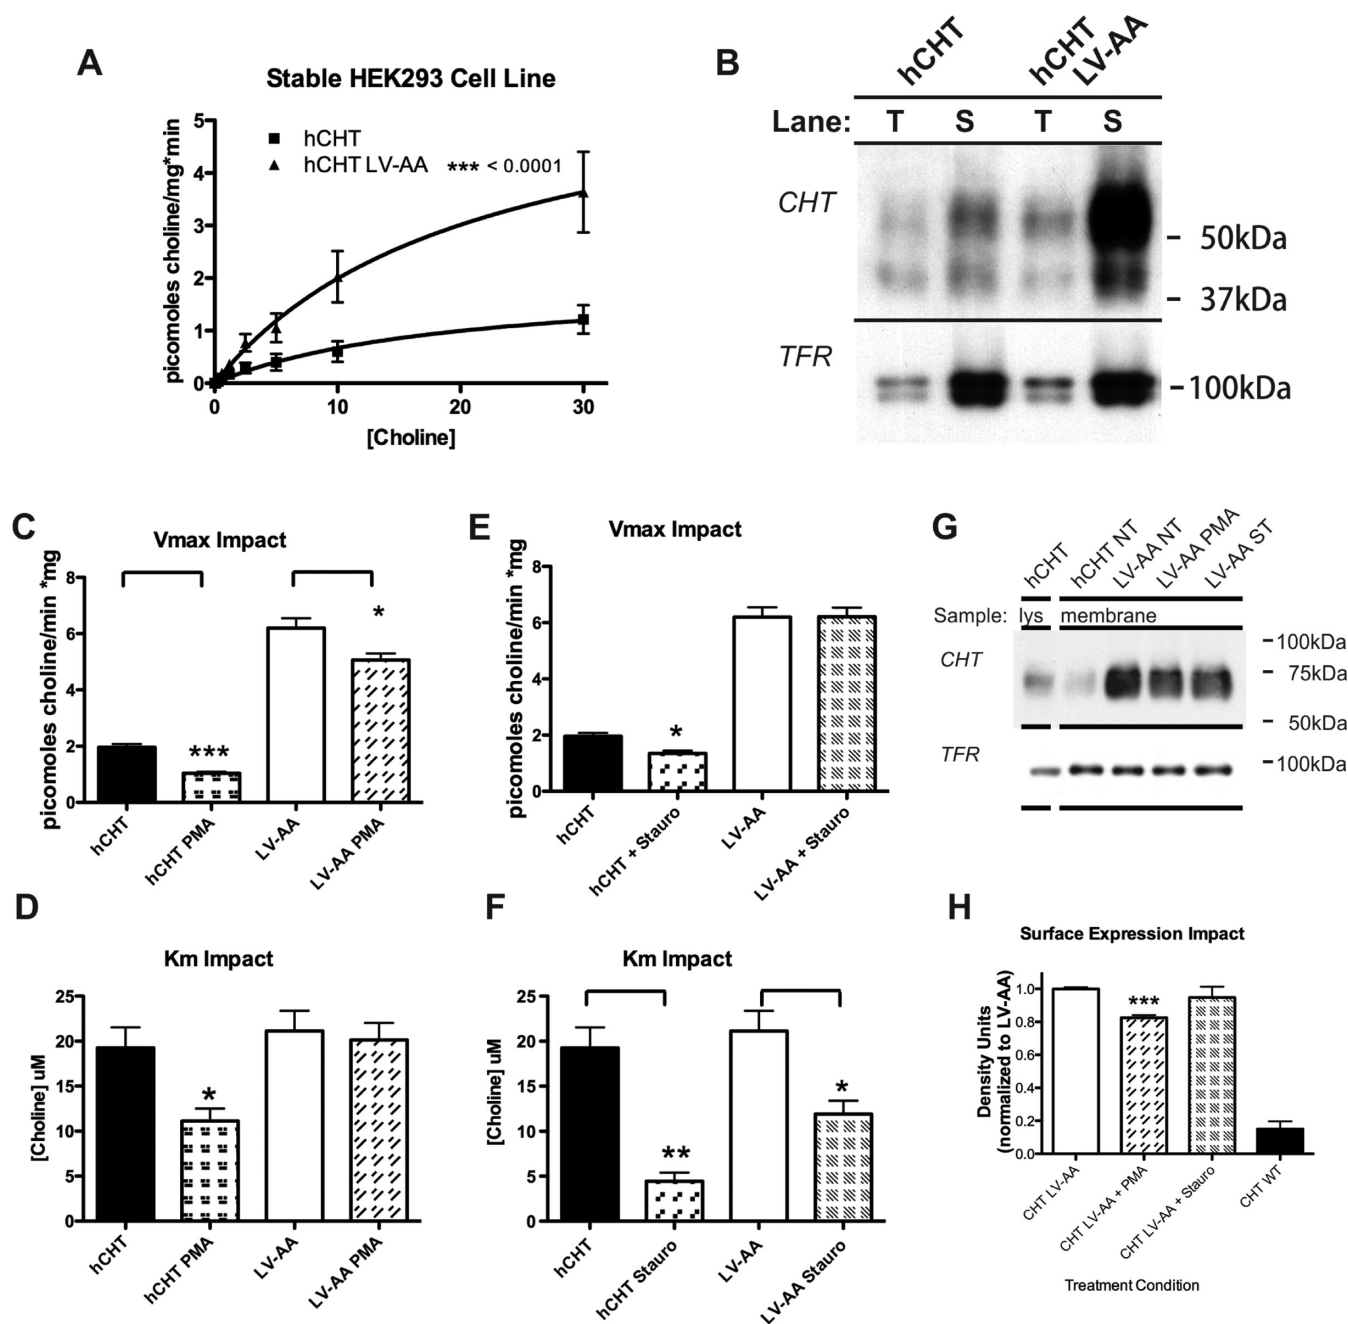 A
Stable HEK293 Cell Line
picomoles choline/mg*min
5
4
3
2
1
0
hCHT
hCHT LV-AA *** < 0.0001
0 10 20 30
[Choline]
B
hCHT
hCHT
LV-AA
Lane: T S T S
CHT
50kDa
37kDa
TFR
100kDa
C
Vmax Impact
picomoles choline/min *mg
8
6
4
2
0
***
*
hCHT
hCHT PMA
LV-AA
LV-AA PMA
E
Vmax Impact
picomoles choline/min *mg
8
6
4
2
0
*
hCHT
hCHT + Stauro
LV-AA
LV-AA + Stauro
G
hCHT
hCHT NT
LV-AA NT
LV-AA PMA
LV-AA ST
Sample: lys membrane
CHT
100kDa
75kDa
50kDa
TFR
100kDa
D
Km Impact
[Choline] uM
25
20
15
10
5
0
*
hCHT
hCHT PMA
LV-AA
LV-AA PMA
F
Km Impact
[Choline] uM
25
20
15
10
5
0
**
*
hCHT
hCHT Stauro
LV-AA
LV-AA Stauro
H
Surface Expression Impact
Density Units
(normalized to LV-AA)
1.0
0.8
0.6
0.4
0.2
0.0
***
CHT LV-AA
CHT LV-AA + PMA
CHT LV-AA + Stauro
CHT WT
Treatment Condition